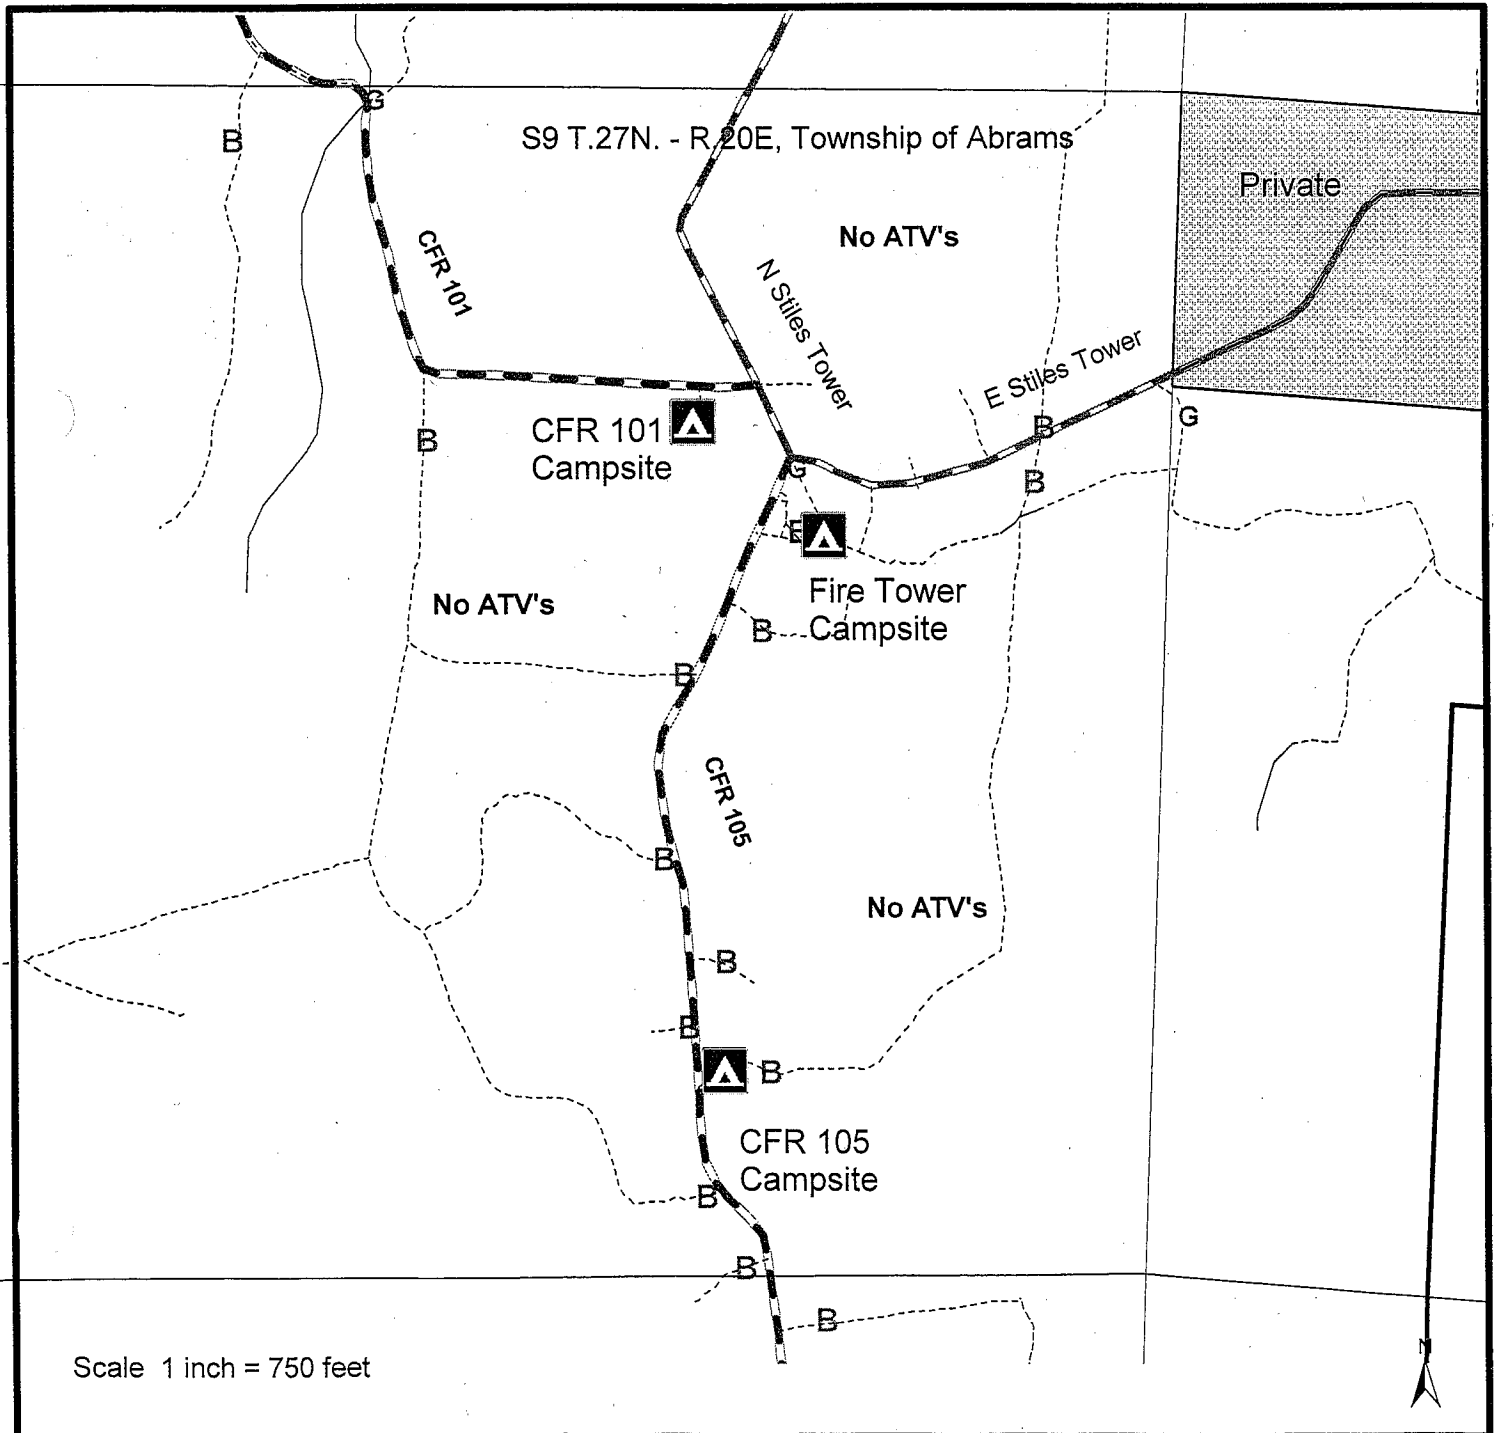 G
B
S9 T.27N. - R.20E, Township of Abrams
Private
No ATV's
CFR 101
N Stiles Tower
E Stiles Tower
CFR 101
Campsite
B
B
G
G
B
Fire Tower
Campsite
No ATV's
B
B
CFR 105
B
No ATV's
B
B
B
CFR 105
Campsite
B
B
B
Scale 1 inch = 750 feet
N